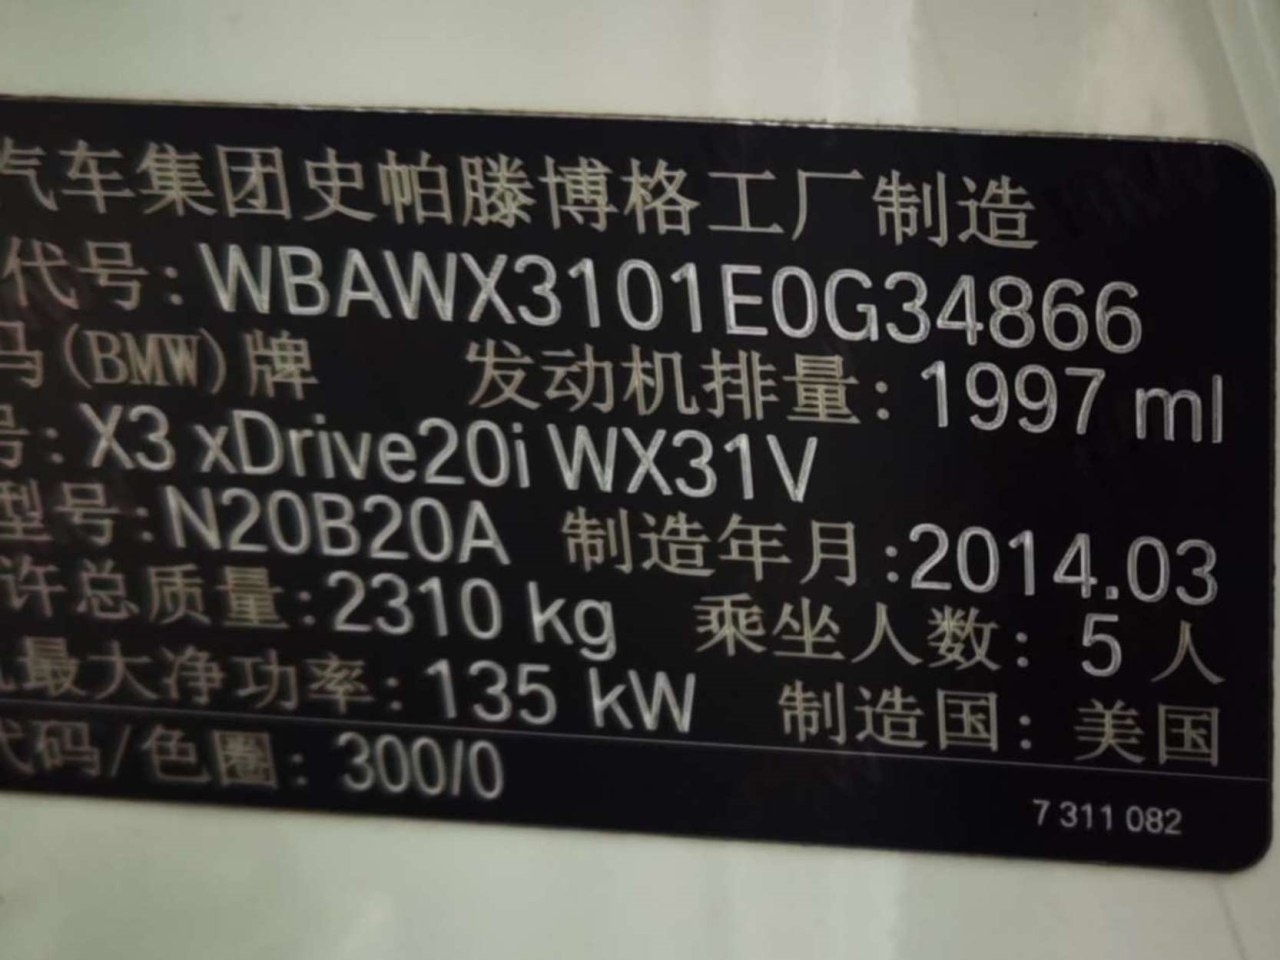 汽车集团史帕滕博格工厂制造
代号: WBAWX3101E0G34866
马(BMW)牌 发动机排量: 1997 ml
号: X3 xDrive20i WX31V
型号: N20B20A 制造年月:2014.03
许总质量:2310 kg 乘坐人数: 5 人
机最大净功率: 135 kW 制造国: 美国
代码/色圈: 300/0
7 311 082